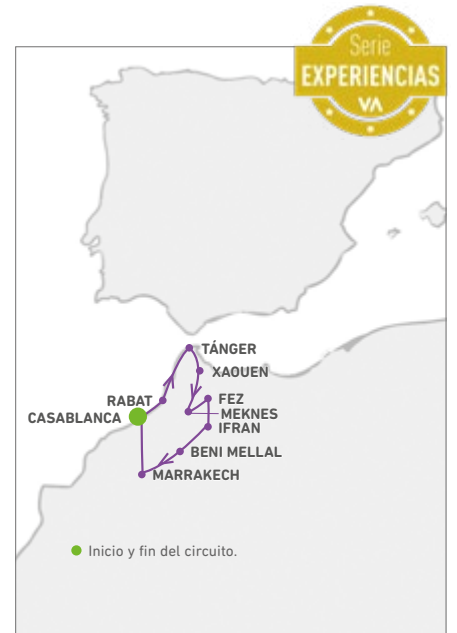 Serie
EXPERIENCIAS
VA
TÁNGER
XAOUEN
RABAT
FEZ
CASABLANCA
MEKNES
IFRAN
BENI MELLAL
MARRAKECH
Inicio y fin del circuito.